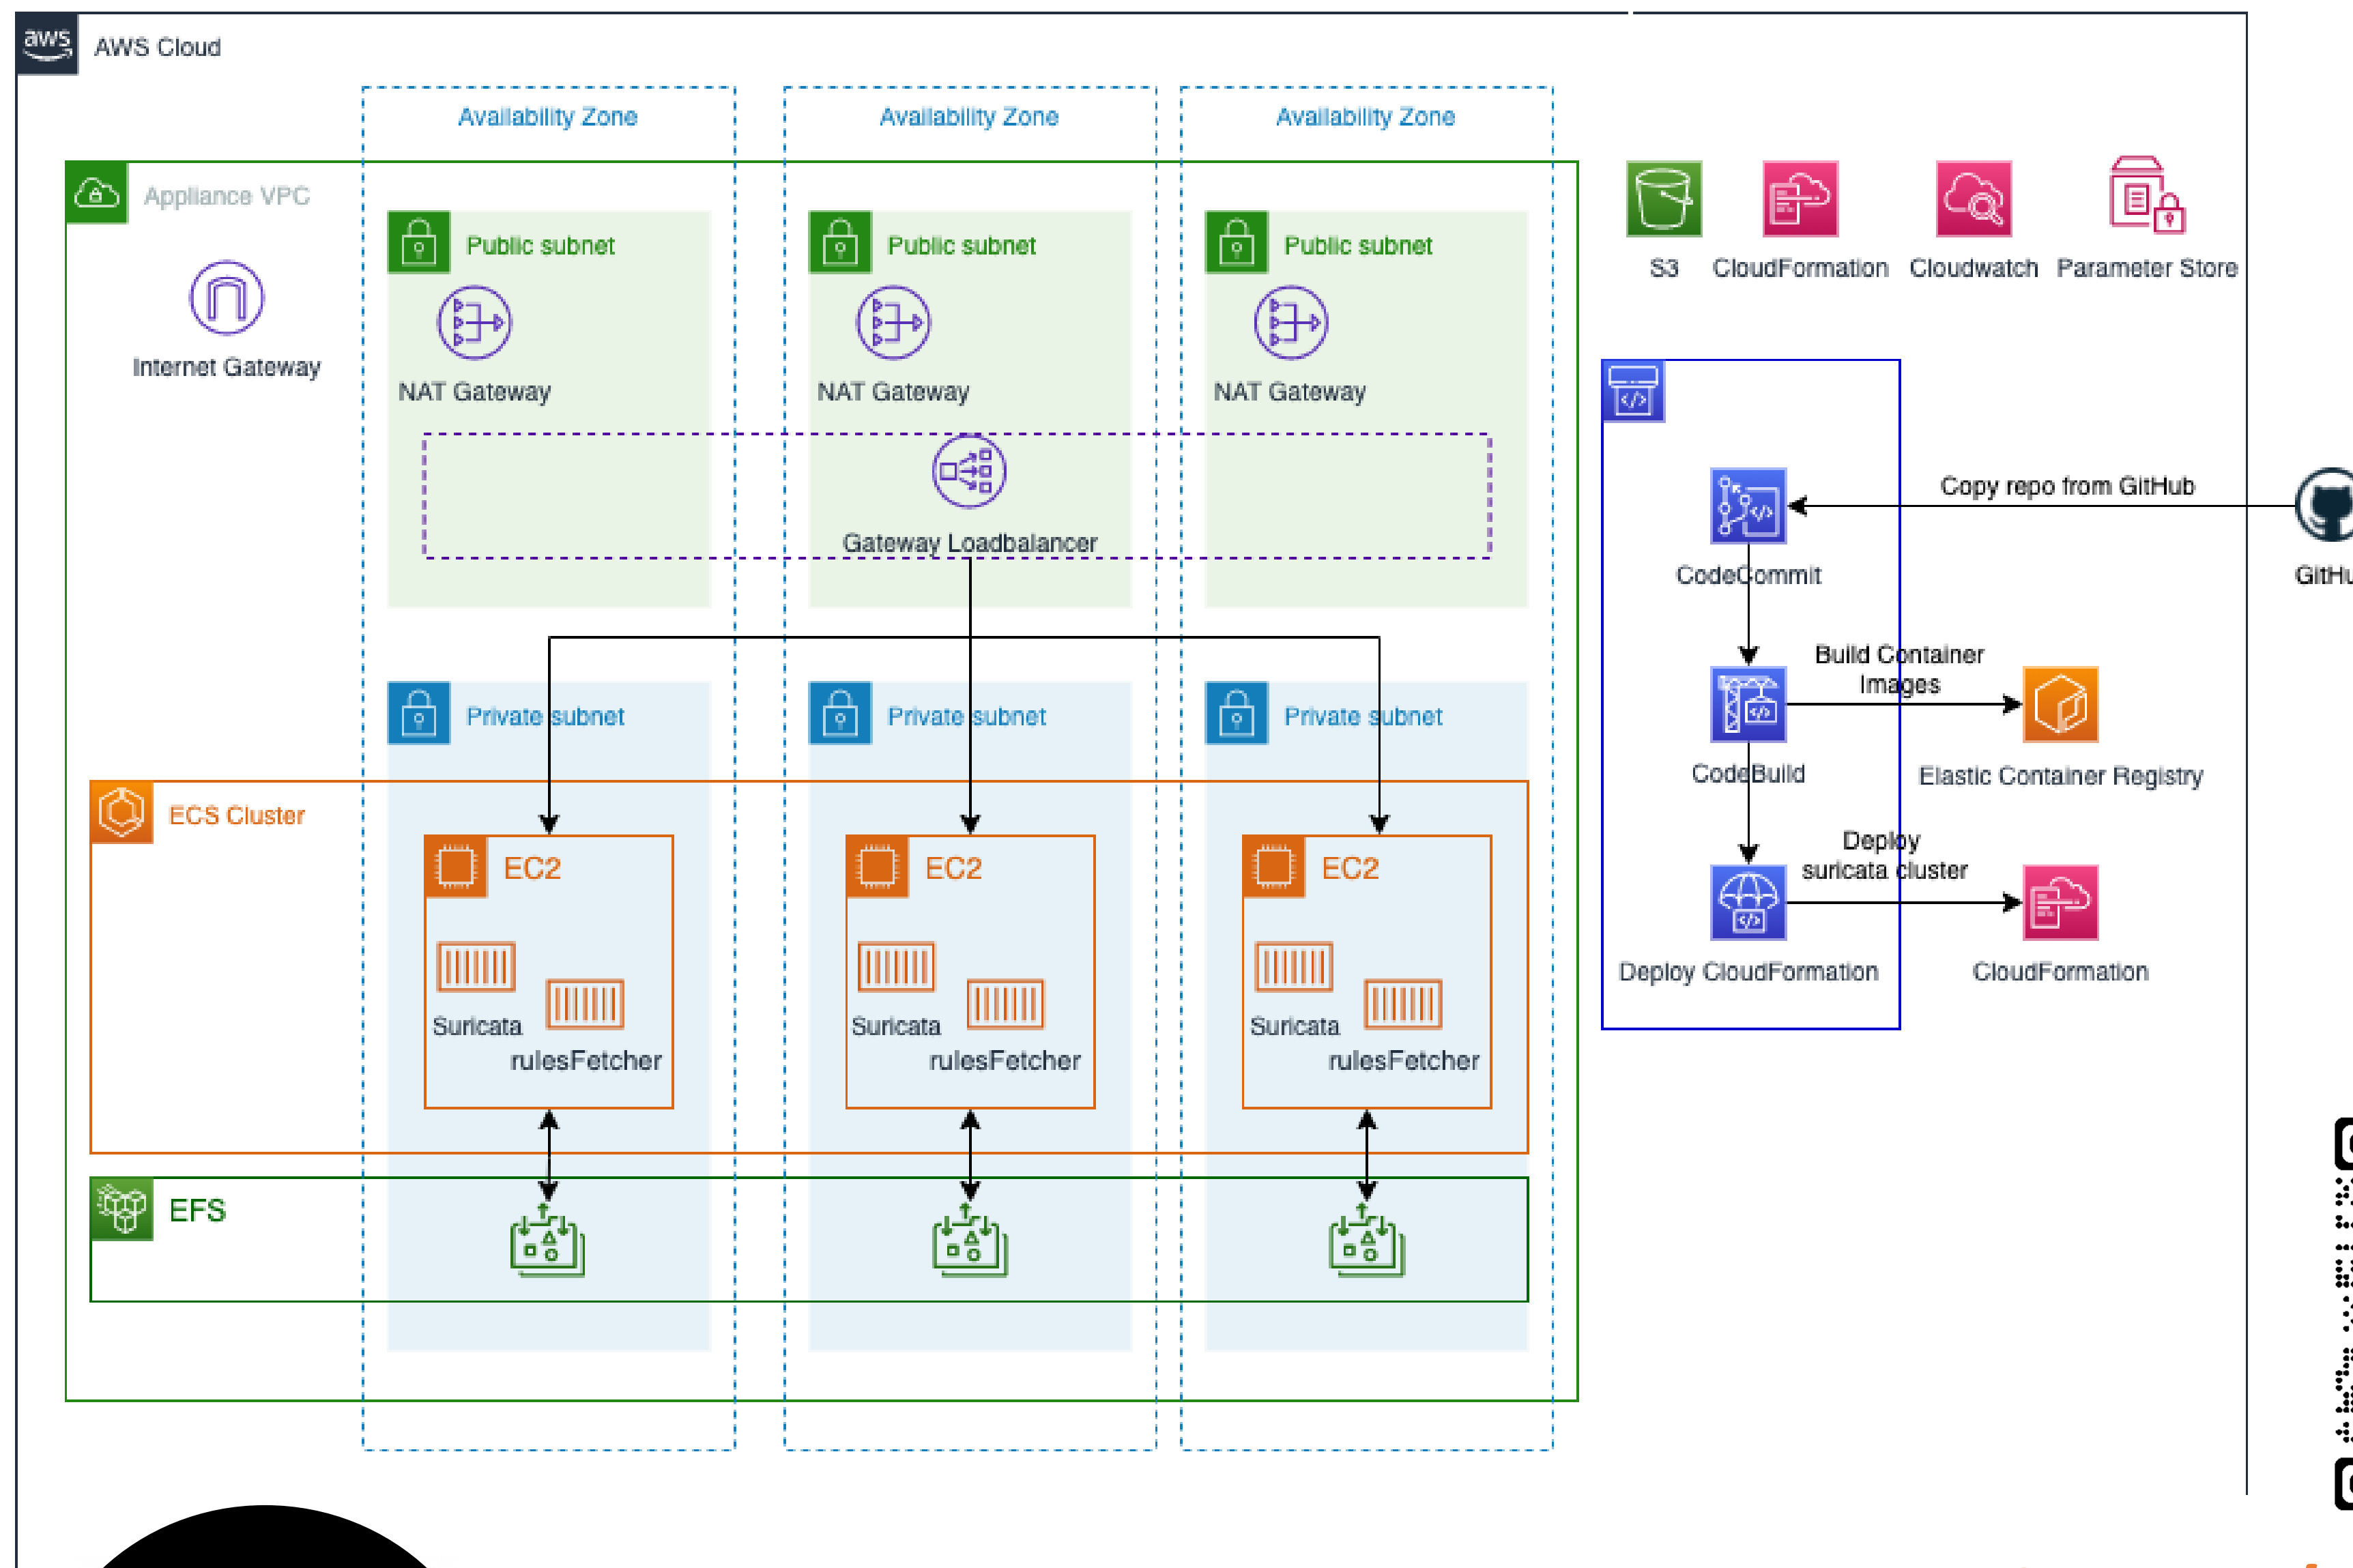 aws
AWS Cloud
Availability Zone
Availability Zone
Availability Zone
Appliance VPC
Internet Gateway
Public subnet
NAT Gateway
Public subnet
NAT Gateway
Public subnet
NAT Gateway
Gateway Loadbalancer
Private subnet
Private subnet
Private subnet
ECS Cluster
EC2
Suricata
rulesFetcher
EC2
Suricata
rulesFetcher
EC2
Suricata
rulesFetcher
EFS
S3
CloudFormation
Cloudwatch
Parameter Store
Copy repo from GitHub
CodeCommit
Build Container
Images
CodeBuild
Elastic Container Registry
Deploy
suricata cluster
Deploy CloudFormation
CloudFormation